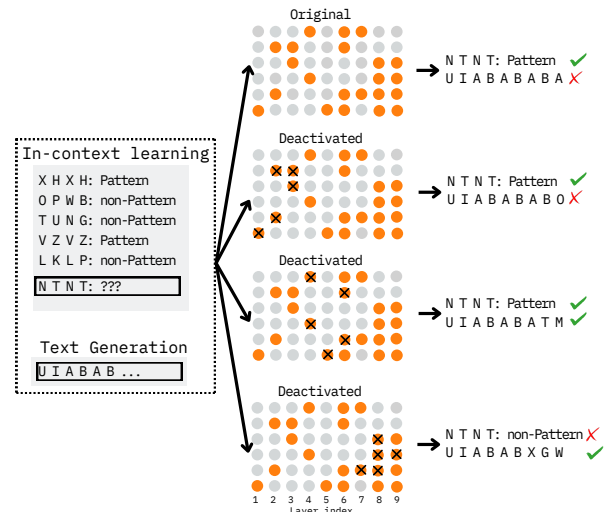 Original
N T N T: Pattern
U I A B A B A B A
In-context learning
X H X H: Pattern
O P W B: non-Pattern
T U N G: non-Pattern
V Z V Z: Pattern
L K L P: non-Pattern
N T N T: ???
Text Generation
U I A B A B ...
Deactivated
N T N T: Pattern
U I A B A B A B O
Deactivated
N T N T: Pattern
U I A B A B A T M
Deactivated
N T N T: non-Pattern
U I A B A B X G W
1 2 3 4 5 6 7 8 9
Layer index